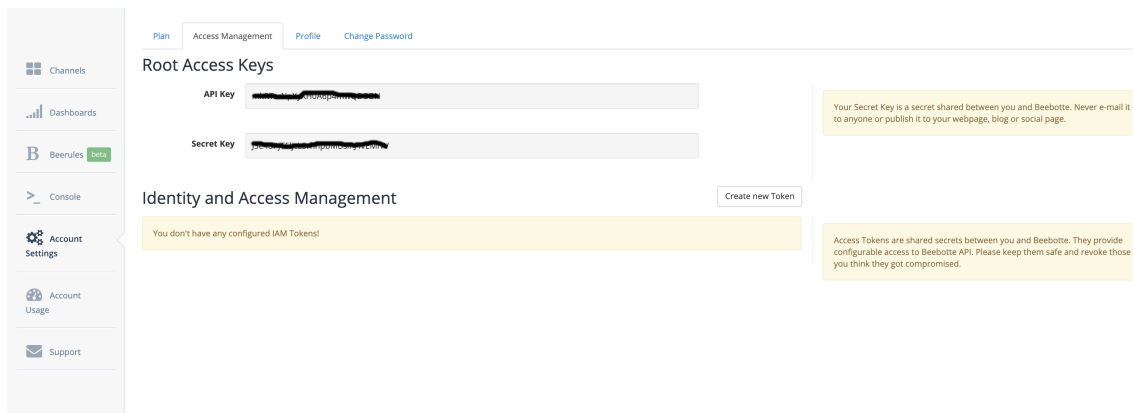 Plan Access Management Profile Change Password
Root Access Keys
API Key
Your Secret Key is a secret shared between you and Beebotte. Never e-mail it
to anyone or publish it to your webpage, blog or social page.
Secret Key
Identity and Access Management
Create new Token
You don't have any configured IAM Tokens!
Access Tokens are shared secrets between you and Beebotte. They provide
configurable access to Beebotte API. Please keep them safe and revoke those
you think they got compromised.
Channels
Dashboards
B Beerules beta
>_ Console
Account
Settings
Account
Usage
Support